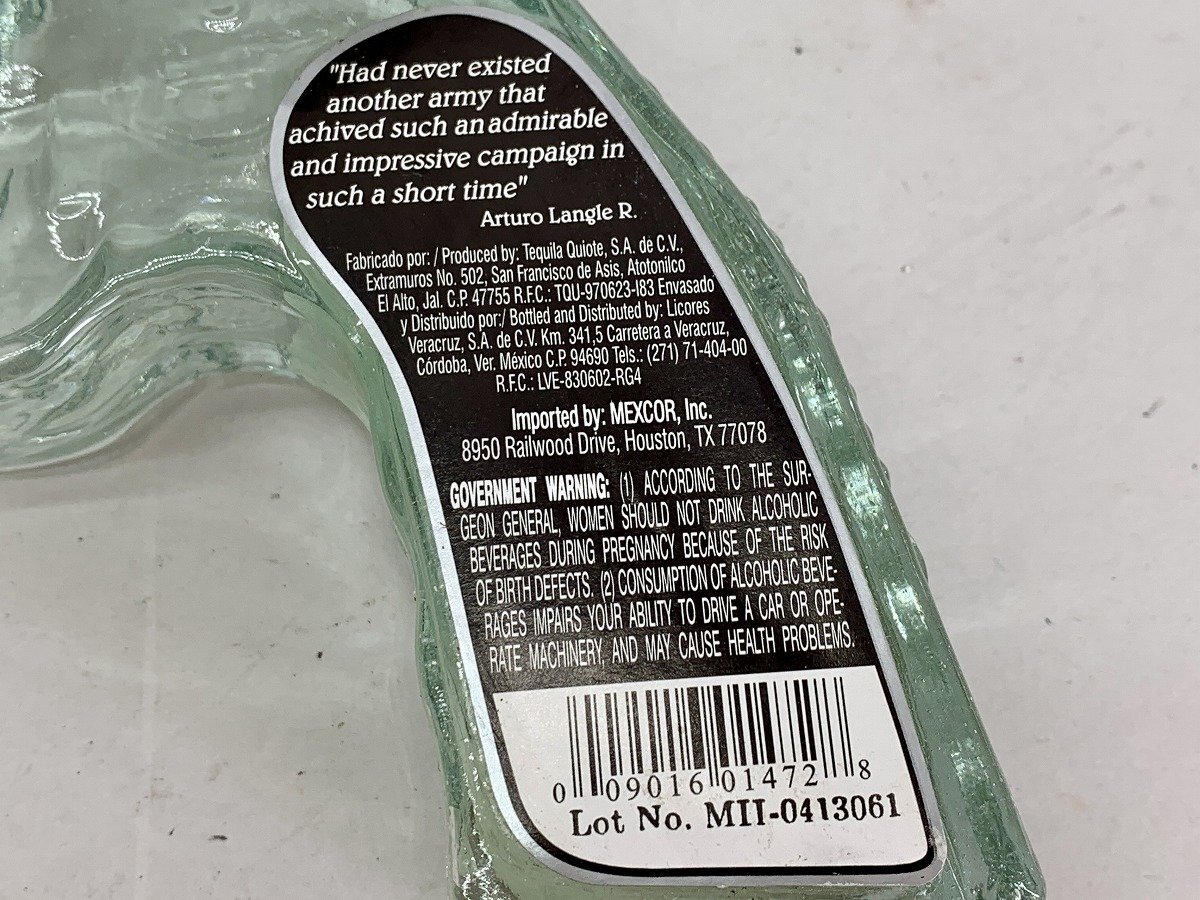 "Had never existed
another army that
achived such an admirable
and impressive campaign in
such a short time"
Arturo Langle R.
Fabricado por: / Produced by: Tequila Quiote, S.A. de C.V.,
Extramuros No. 502, San Francisco de Asis, Atotonilco
El Alto, Jal. C.P. 47755 R.F.C.: TQU-970623-I83 Envasado
y Distribuido por:/ Bottled and Distributed by: Licores
Veracruz, S.A. de C.V. Km. 341,5 Carretera a Veracruz,
Córdoba, Ver. México C.P. 94690 Tels.: (271) 71-404-00
R.F.C.: LVE-830602-RG4
Imported by: MEXCOR, Inc.
8950 Railwood Drive, Houston, TX 77078
GOVERNMENT WARNING: (1) ACCORDING TO THE SUR-
GEON GENERAL, WOMEN SHOULD NOT DRINK ALCOHOLIC
BEVERAGES DURING PREGNANCY BECAUSE OF THE RISK
OF BIRTH DEFECTS. (2) CONSUMPTION OF ALCOHOLIC BEVE-
RAGES IMPAIRS YOUR ABILITY TO DRIVE A CAR OR OPE-
RATE MACHINERY, AND MAY CAUSE HEALTH PROBLEMS.
0 09016 01472 8
Lot No. MII-0413061